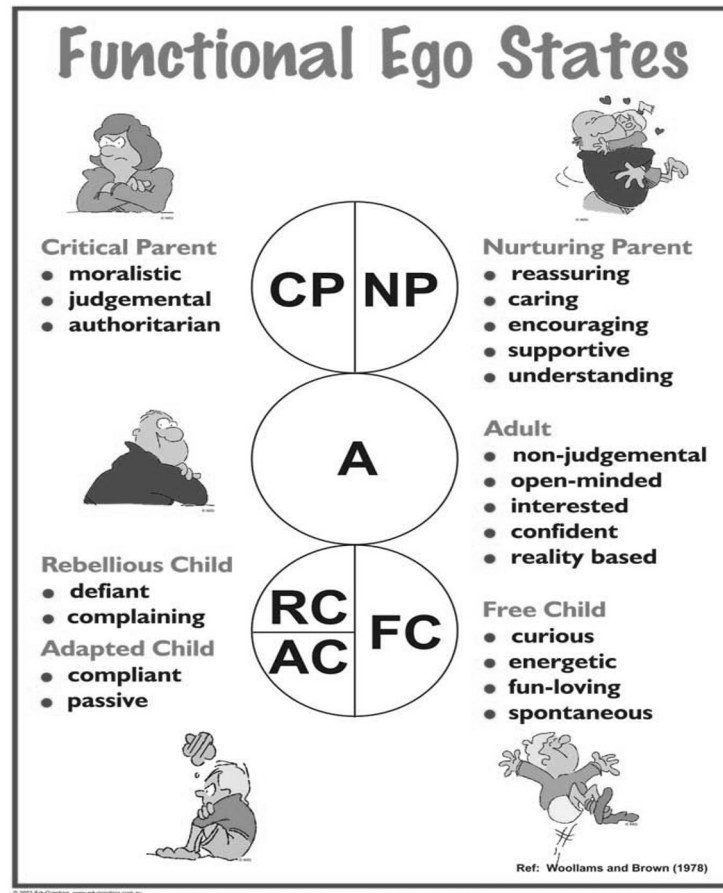 Functional Ego States
Critical Parent
• moralistic
• judgemental
• authoritarian
CP NP
Nurturing Parent
• reassuring
• caring
• encouraging
• supportive
• understanding
A
Adult
• non-judgemental
• open-minded
• interested
• confident
• reality based
Rebellious Child
• defiant
• complaining
Adapted Child
• compliant
• passive
RC
AC
FC
Free Child
• curious
• energetic
• fun-loving
• spontaneous
Ref: Woollams and Brown (1978)